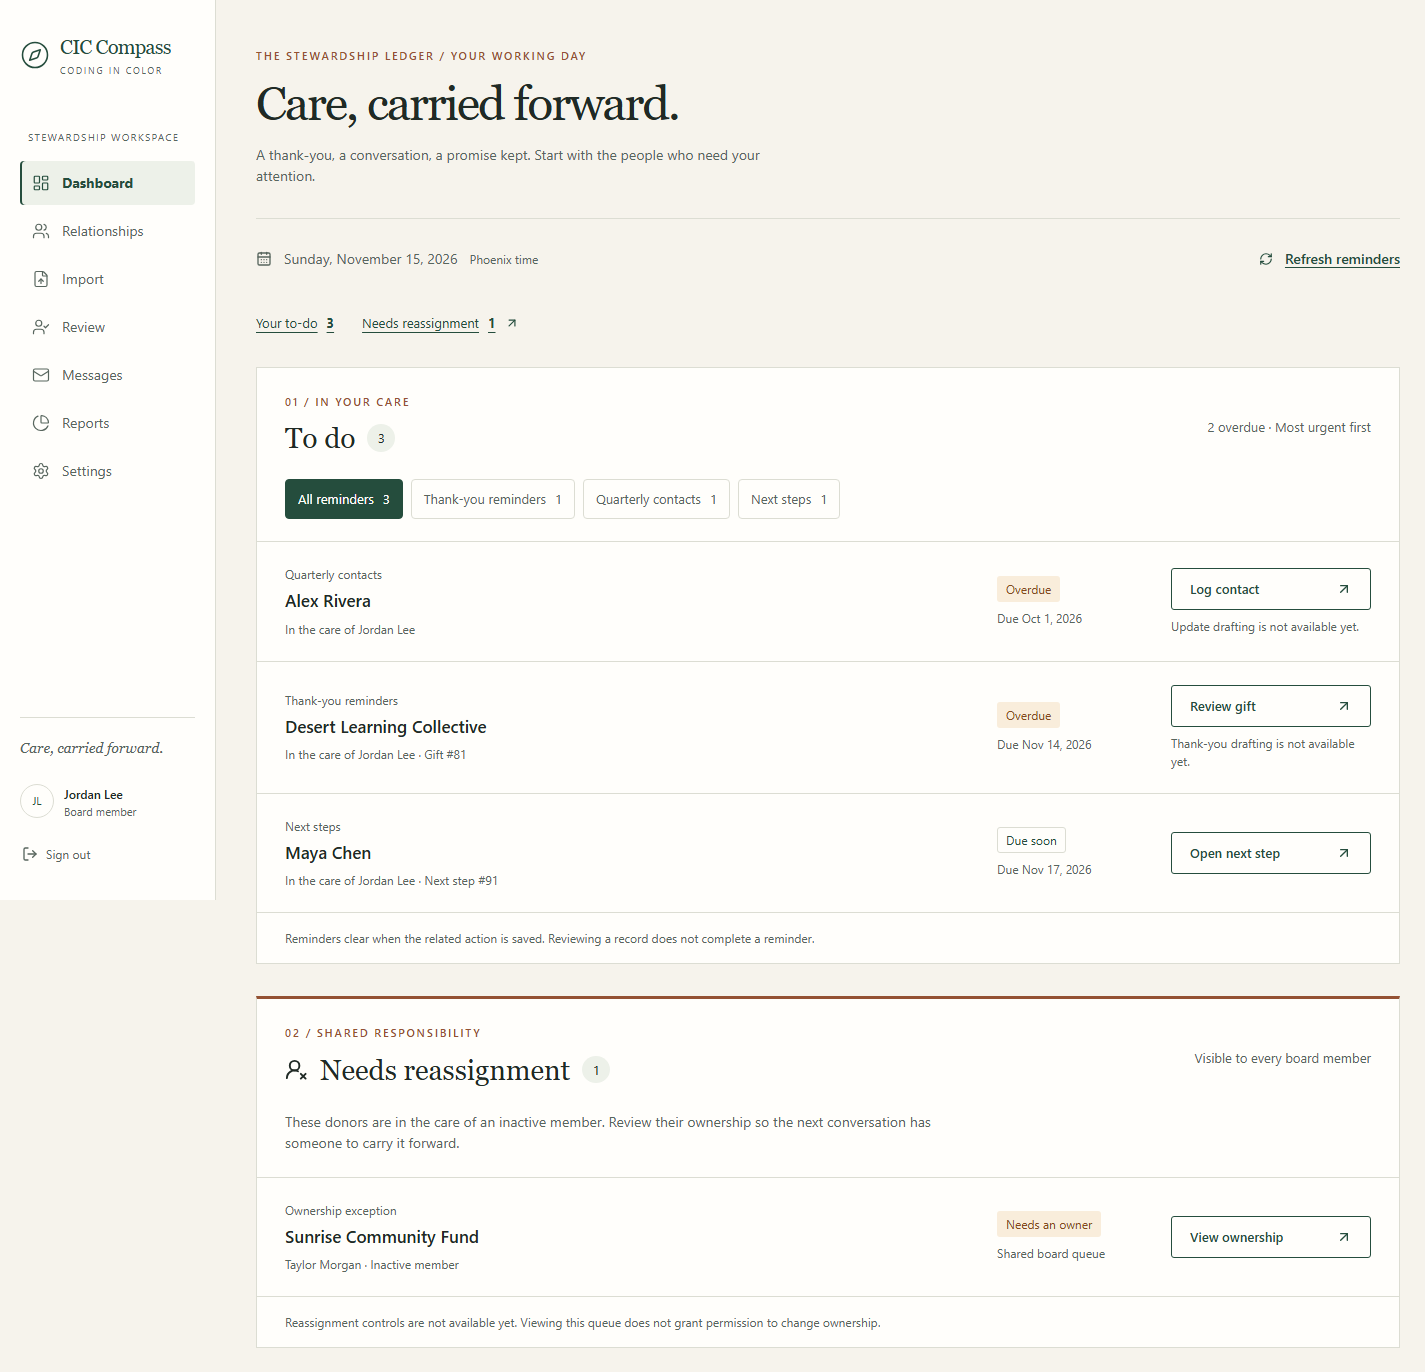 CIC Compass
CODING IN COLOR
STEWARDSHIP WORKSPACE
Dashboard
Relationships
Import
Review
Messages
Reports
Settings
Care, carried forward.
JL
Jordan Lee
Board member
Sign out
THE STEWARDSHIP LEDGER / YOUR WORKING DAY
Care, carried forward.
A thank-you, a conversation, a promise kept. Start with the people who need your
attention.
Sunday, November 15, 2026 Phoenix time
Refresh reminders
Your to-do 3 Needs reassignment 1
01 / IN YOUR CARE
To do 3
2 overdue · Most urgent first
All reminders 3 Thank-you reminders 1 Quarterly contacts 1 Next steps 1
Quarterly contacts
Alex Rivera
In the care of Jordan Lee
Overdue
Due Oct 1, 2026
Log contact
Update drafting is not available yet.
Thank-you reminders
Desert Learning Collective
In the care of Jordan Lee · Gift #81
Overdue
Due Nov 14, 2026
Review gift
Thank-you drafting is not available
yet.
Next steps
Maya Chen
In the care of Jordan Lee · Next step #91
Due soon
Due Nov 17, 2026
Open next step
Reminders clear when the related action is saved. Reviewing a record does not complete a reminder.
02 / SHARED RESPONSIBILITY
Needs reassignment 1
Visible to every board member
These donors are in the care of an inactive member. Review their ownership so the next conversation has
someone to carry it forward.
Ownership exception
Sunrise Community Fund
Taylor Morgan · Inactive member
Needs an owner
Shared board queue
View ownership
Reassignment controls are not available yet. Viewing this queue does not grant permission to change ownership.